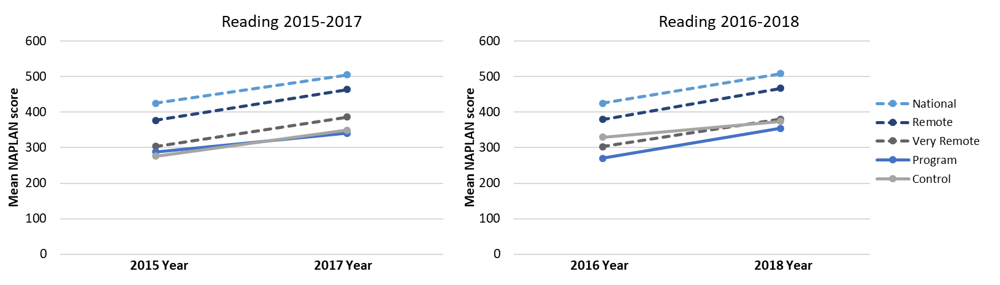 Reading 2015-2017
600
500
400
300
200
100
0
Mean NAPLAN score
2015 Year
2017 Year
Reading 2016-2018
600
500
400
300
200
100
0
Mean NAPLAN score
2016 Year
2018 Year
National
Remote
Very Remote
Program
Control